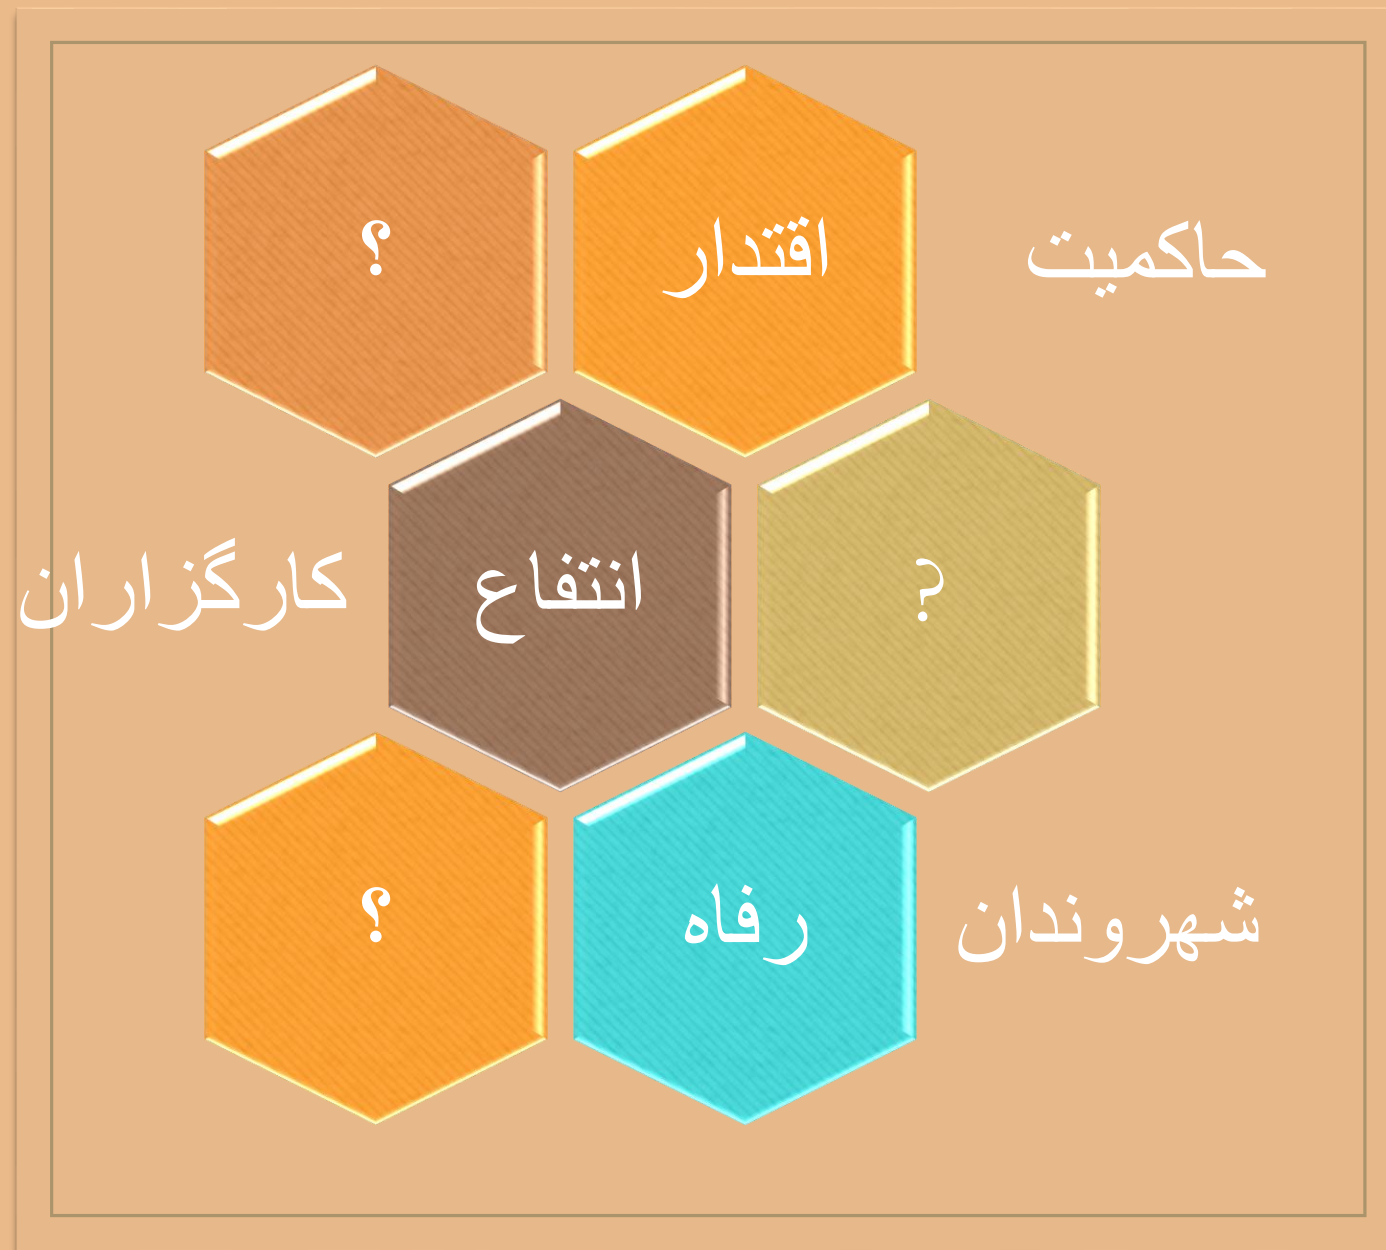 حاکمیت
اقتدار
؟
?
انتفاع
کارگزاران
شهروندان
رفاه
؟